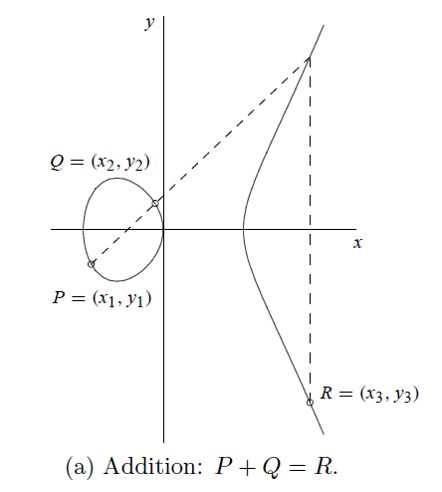 y
Q = (x₂, y₂)
x
P = (x₁, y₁)
R = (x₃, y₃)
(a) Addition: P + Q = R.